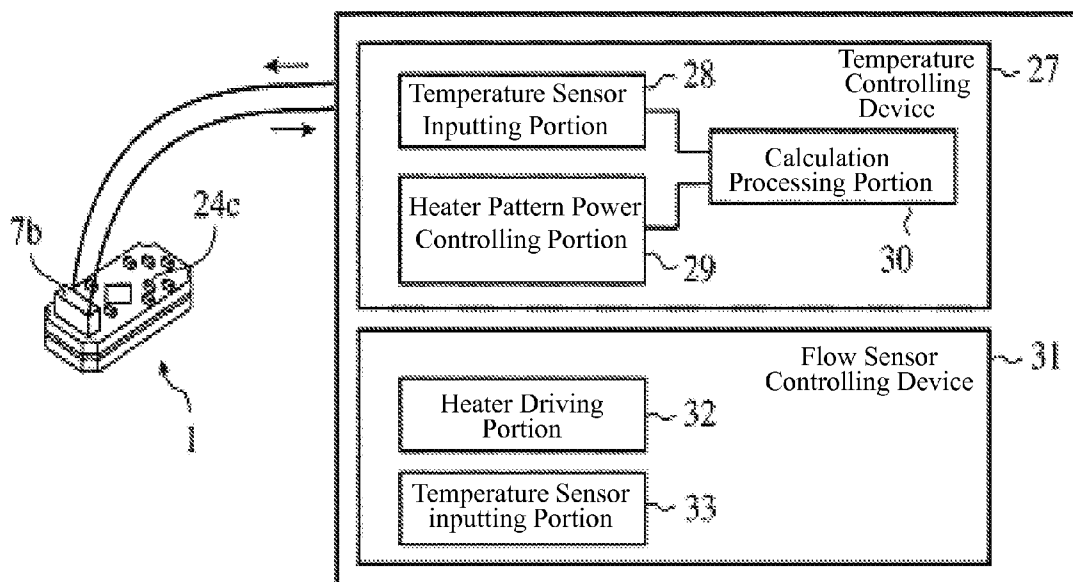 Temperature
Controlling
Device
27
28
Temperature Sensor
Inputting Portion
Calculation
Processing Portion
30
Heater Pattern Power
Controlling Portion
29
24c
7b
1
Flow Sensor
Controlling Device
31
Heater Driving
Portion
32
Temperature Sensor
inputting Portion
33